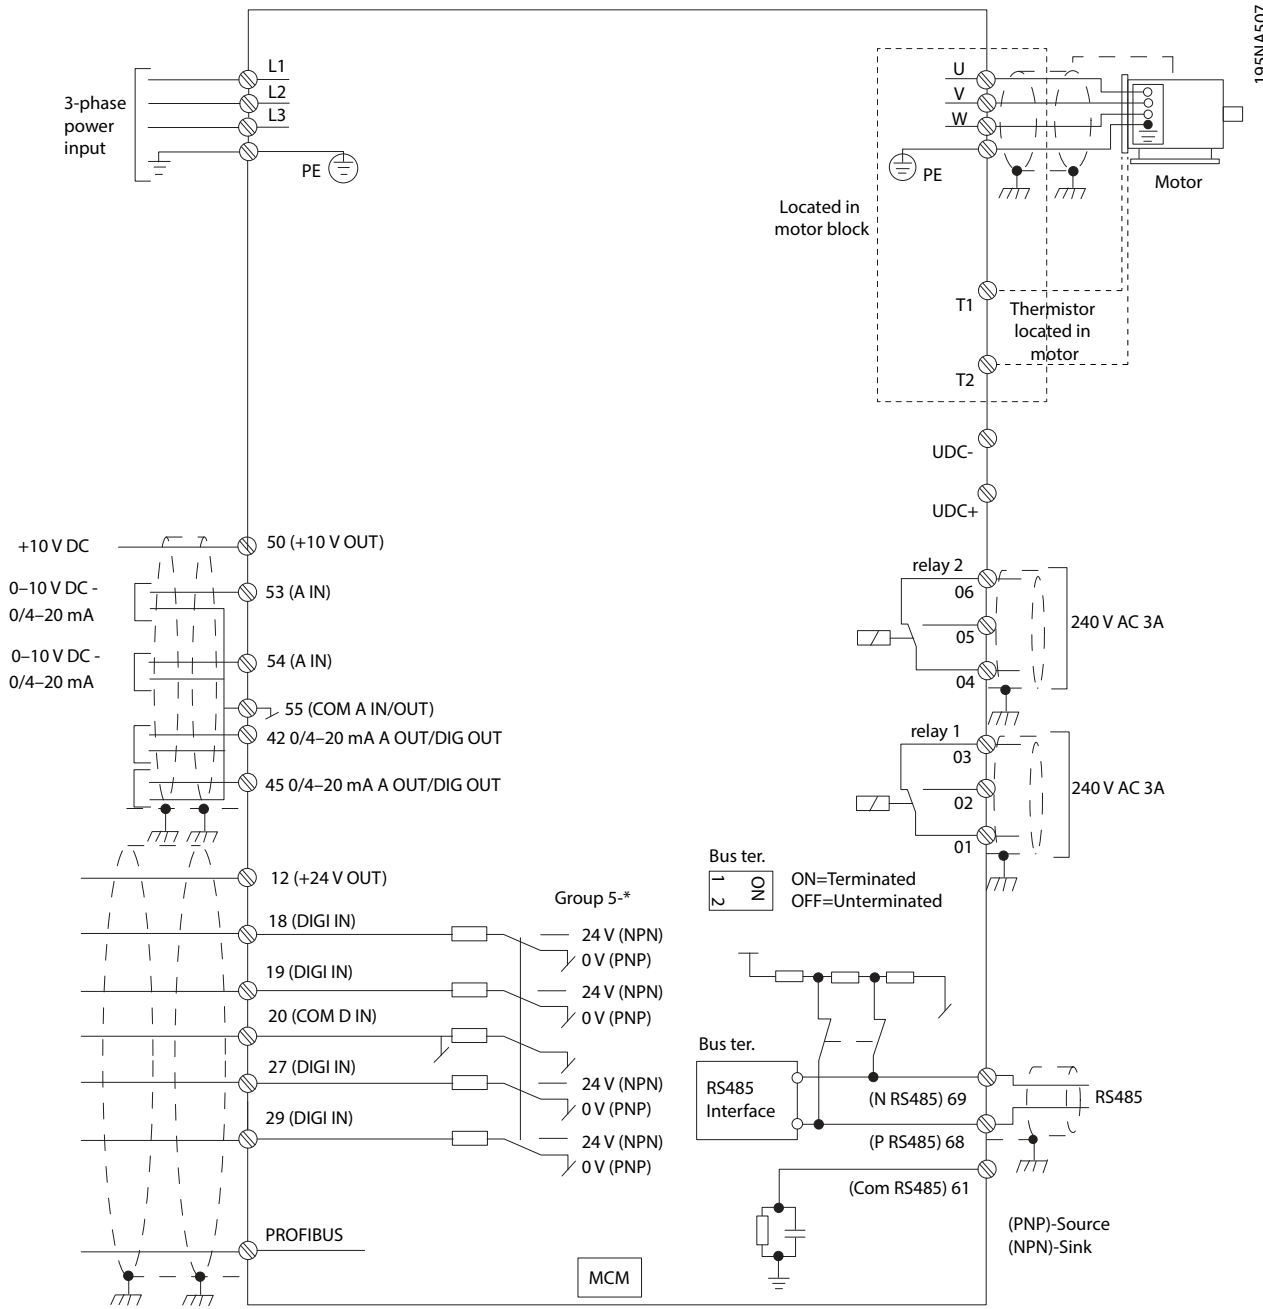 195NA507
L1
L2
L3
3-phase
power
input
PE
U
V
W
PE
Motor
Located in
motor block
T1
Thermistor
located in
motor
T2
UDC-
UDC+
+10 V DC
50 (+10 V OUT)
0–10 V DC -
0/4–20 mA
53 (A IN)
0–10 V DC -
0/4–20 mA
54 (A IN)
55 (COM A IN/OUT)
42 0/4–20 mA A OUT/DIG OUT
45 0/4–20 mA A OUT/DIG OUT
relay 2
06
05
04
240 V AC 3A
relay 1
03
02
01
240 V AC 3A
Bus ter.
1
2
ON
ON=Terminated
OFF=Unterminated
12 (+24 V OUT)
Group 5-*
18 (DIGI IN)
24 V (NPN)
0 V (PNP)
19 (DIGI IN)
24 V (NPN)
0 V (PNP)
20 (COM D IN)
27 (DIGI IN)
24 V (NPN)
0 V (PNP)
29 (DIGI IN)
24 V (NPN)
0 V (PNP)
Bus ter.
RS485
Interface
(N RS485) 69
RS485
(P RS485) 68
(Com RS485) 61
(PNP)-Source
(NPN)-Sink
PROFIBUS
MCM